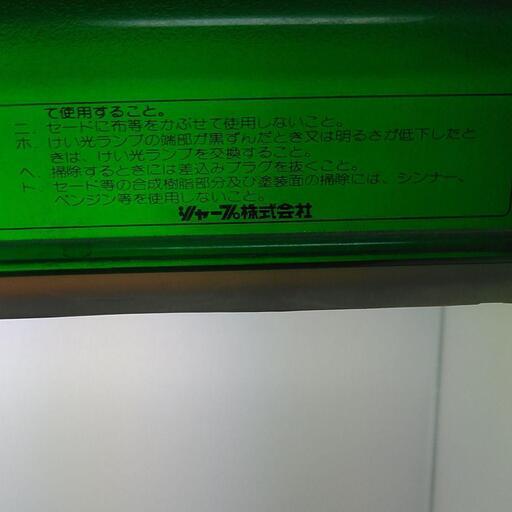 て使用すること。
ニ. セードに布等をかぶせて使用しないこと。
ホ. けい光ランプの端部が黒ずんだとき又は明るさが低下したと
きは、けい光ランプを交換すること。
ヘ. 掃除するときには差込みプラグを抜くこと。
ト. セード等の合成樹脂部分及び塗装面の掃除には、シンナー、
ベンジン等を使用しないこと。
シャープ株式会社